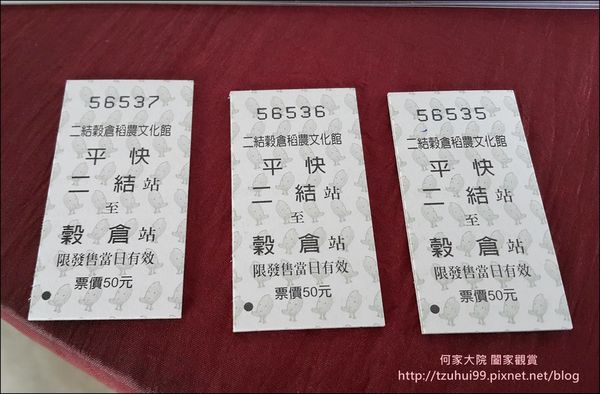 56537
二結穀倉稻農文化館
平快
二結站
至
穀倉站
限發售當日有效
票價50元
56536
二結穀倉稻農文化館
平快
二結站
至
穀倉站
限發售當日有效
票價50元
56535
二結穀倉稻農文化館
平快
二結站
至
穀倉站
限發售當日有效
票價50元
何家大院 闔家觀賞
http://tzuhui99.pixnet.net/blog